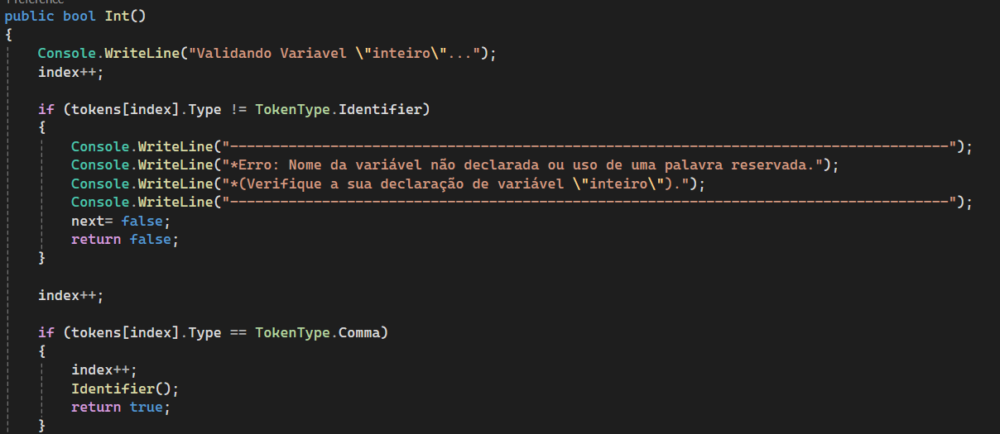 1 reference
public bool Int()
{
Console.WriteLine("Validando Variavel \"inteiro\"...");
index++;
if (tokens[index].Type != TokenType.Identifier)
{
Console.WriteLine("--------------------------------------------------------------------------------------");
Console.WriteLine("*Erro: Nome da variável não declarada ou uso de uma palavra reservada.");
Console.WriteLine("*(Verifique a sua declaração de variável \"inteiro\").");
Console.WriteLine("--------------------------------------------------------------------------------------");
next= false;
return false;
}
index++;
if (tokens[index].Type == TokenType.Comma)
{
index++;
Identifier();
return true;
}